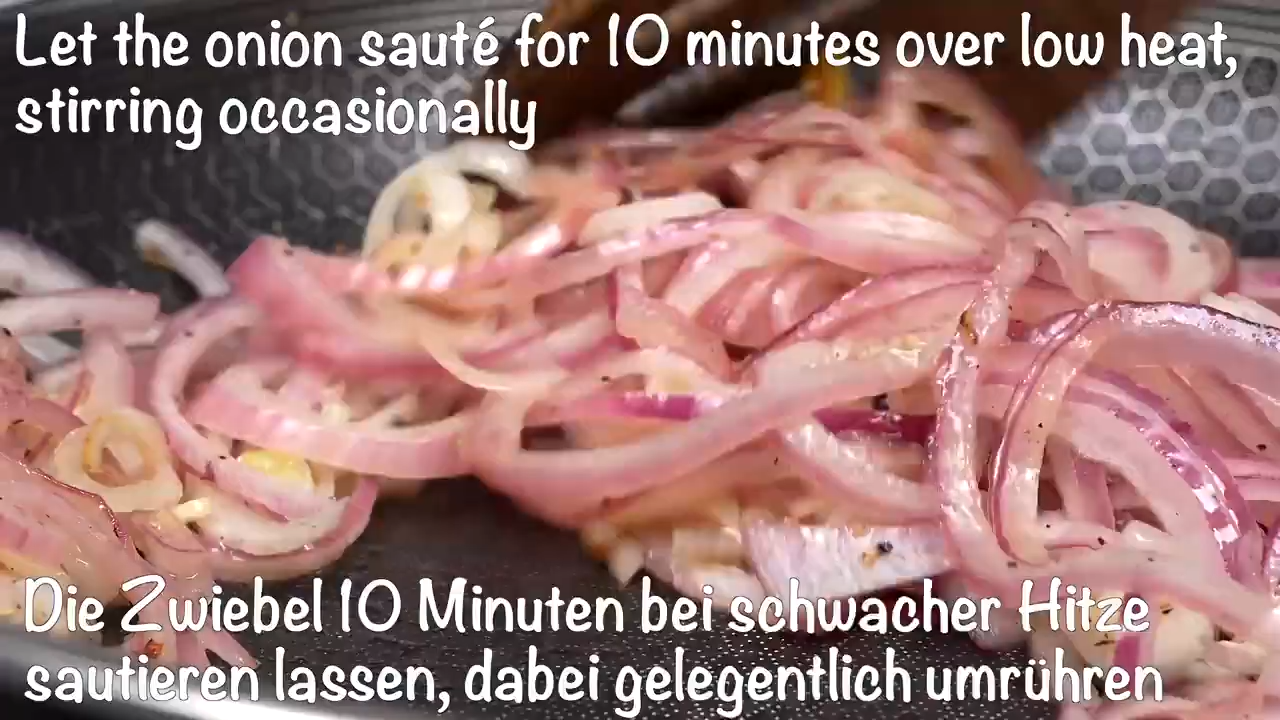 Let the onion sauté for 10 minutes over low heat,
stirring occasionally
Die Zwiebel 10 Minuten bei schwacher Hitze
sautieren lassen, dabei gelegentlich umrühren